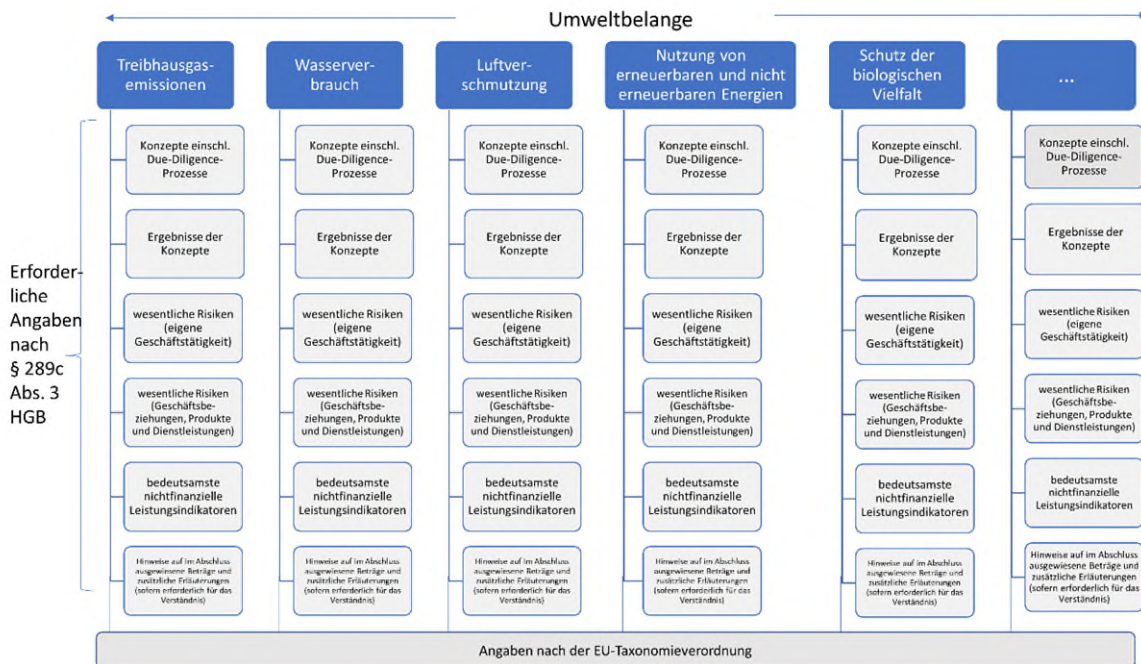 Umweltbelange
Treibhausgas-
emissionen
Wasserver-
brauch
Luftver-
schmutzung
Nutzung von
erneuerbaren und nicht
erneuerbaren Energien
Schutz der
biologischen
Vielfalt
...
Erforder-
liche
Angaben
nach
§ 289c
Abs. 3
HGB
Konzepte einschl.
Due-Diligence-
Prozesse
Ergebnisse der
Konzepte
wesentliche Risiken
(eigene
Geschäftstätigkeit)
wesentliche Risiken
(Geschäftsbe-
ziehungen, Produkte
und Dienstleistungen)
bedeutsamste
nichtfinanzielle
Leistungsindikatoren
Hinweise auf im Abschluss
ausgewiesene Beträge und
zusätzliche Erläuterungen
(sofern erforderlich für das
Verständnis)
Konzepte einschl.
Due-Diligence-
Prozesse
Ergebnisse der
Konzepte
wesentliche Risiken
(eigene
Geschäftstätigkeit)
wesentliche Risiken
(Geschäftsbe-
ziehungen, Produkte
und Dienstleistungen)
bedeutsamste
nichtfinanzielle
Leistungsindikatoren
Hinweise auf im Abschluss
ausgewiesene Beträge und
zusätzliche Erläuterungen
(sofern erforderlich für das
Verständnis)
Konzepte einschl.
Due-Diligence-
Prozesse
Ergebnisse der
Konzepte
wesentliche Risiken
(eigene
Geschäftstätigkeit)
wesentliche Risiken
(Geschäftsbe-
ziehungen, Produkte
und Dienstleistungen)
bedeutsamste
nichtfinanzielle
Leistungsindikatoren
Hinweise auf im Abschluss
ausgewiesene Beträge und
zusätzliche Erläuterungen
(sofern erforderlich für das
Verständnis)
Konzepte einschl.
Due-Diligence-
Prozesse
Ergebnisse der
Konzepte
wesentliche Risiken
(eigene
Geschäftstätigkeit)
wesentliche Risiken
(Geschäftsbe-
ziehungen, Produkte
und Dienstleistungen)
bedeutsamste
nichtfinanzielle
Leistungsindikatoren
Hinweise auf im Abschluss
ausgewiesene Beträge und
zusätzliche Erläuterungen
(sofern erforderlich für das
Verständnis)
Konzepte einschl.
Due-Diligence-
Prozesse
Ergebnisse der
Konzepte
wesentliche Risiken
(eigene
Geschäftstätigkeit)
wesentliche Risiken
(Geschäftsbe-
ziehungen, Produkte
und Dienstleistungen)
bedeutsamste
nichtfinanzielle
Leistungsindikatoren
Hinweise auf im Abschluss
ausgewiesene Beträge und
zusätzliche Erläuterungen
(sofern erforderlich für das
Verständnis)
Konzepte einschl.
Due-Diligence-
Prozesse
Ergebnisse der
Konzepte
wesentliche Risiken
(eigene
Geschäftstätigkeit)
wesentliche Risiken
(Geschäftsbe-
ziehungen, Produkte
und Dienstleistungen)
bedeutsamste
nichtfinanzielle
Leistungsindikatoren
Hinweise auf im Abschluss
ausgewiesene Beträge und
zusätzliche Erläuterungen
(sofern erforderlich für das
Verständnis)
Angaben nach der EU-Taxonomieverordnung